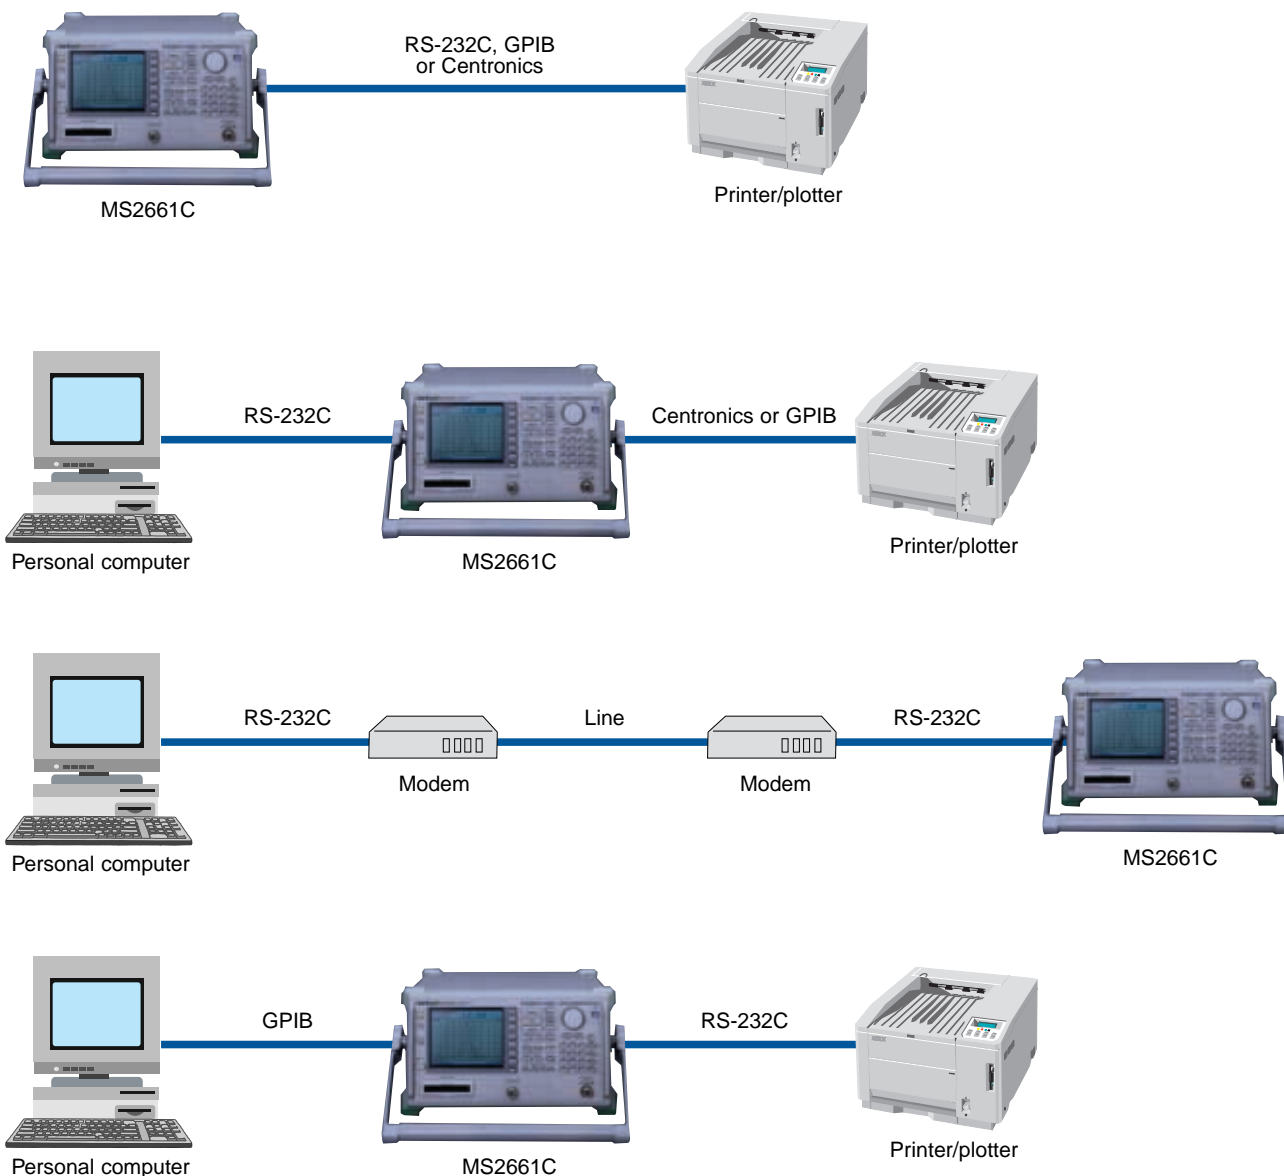 RS-232C, GPIB
or Centronics
MS2661C
Printer/plotter
RS-232C
Centronics or GPIB
Personal computer
MS2661C
Printer/plotter
RS-232C
Line
RS-232C
Modem
Modem
Personal computer
MS2661C
GPIB
RS-232C
Personal computer
MS2661C
Printer/plotter